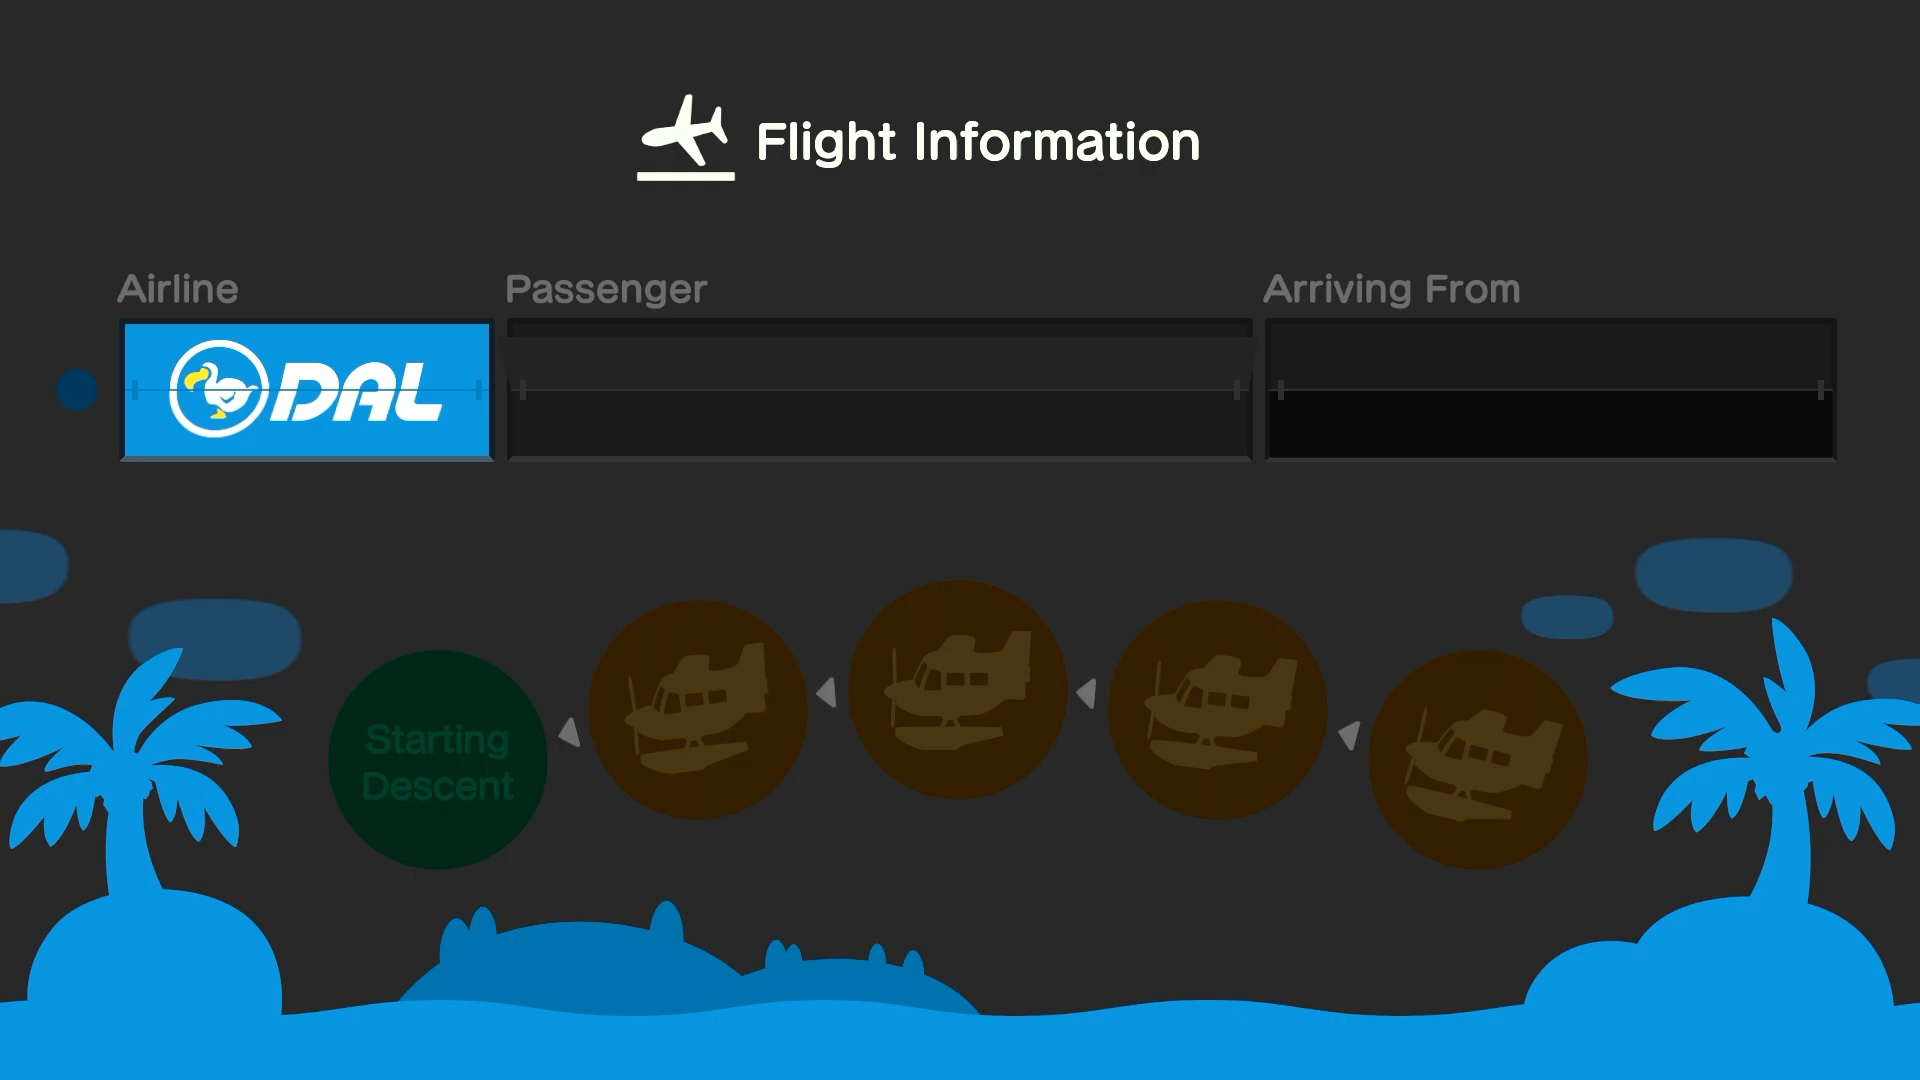 Flight Information
Airline
Passenger
Arriving From
DAL
Starting
Descent